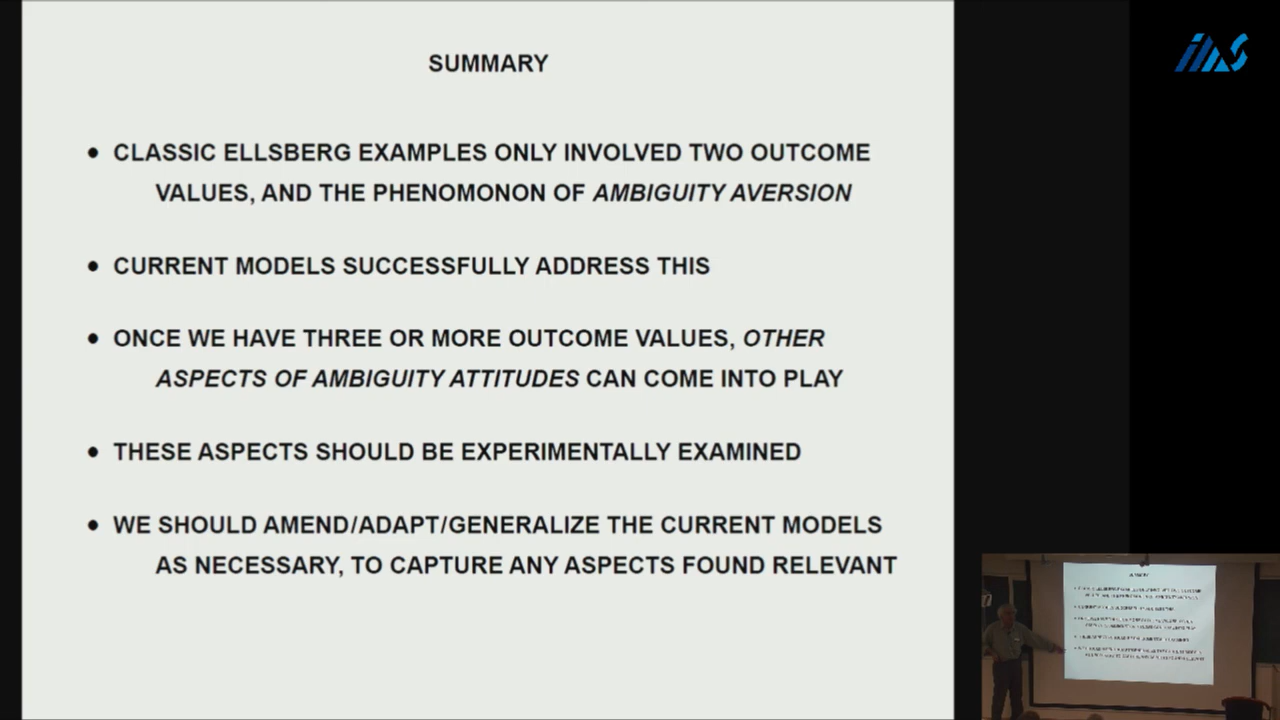 SUMMARY
• CLASSIC ELLSBERG EXAMPLES ONLY INVOLVED TWO OUTCOME
VALUES, AND THE PHENOMONON OF AMBIGUITY AVERSION
• CURRENT MODELS SUCCESSFULLY ADDRESS THIS
• ONCE WE HAVE THREE OR MORE OUTCOME VALUES, OTHER
ASPECTS OF AMBIGUITY ATTITUDES CAN COME INTO PLAY
• THESE ASPECTS SHOULD BE EXPERIMENTALLY EXAMINED
• WE SHOULD AMEND/ADAPT/GENERALIZE THE CURRENT MODELS
AS NECESSARY, TO CAPTURE ANY ASPECTS FOUND RELEVANT
SUMMARY